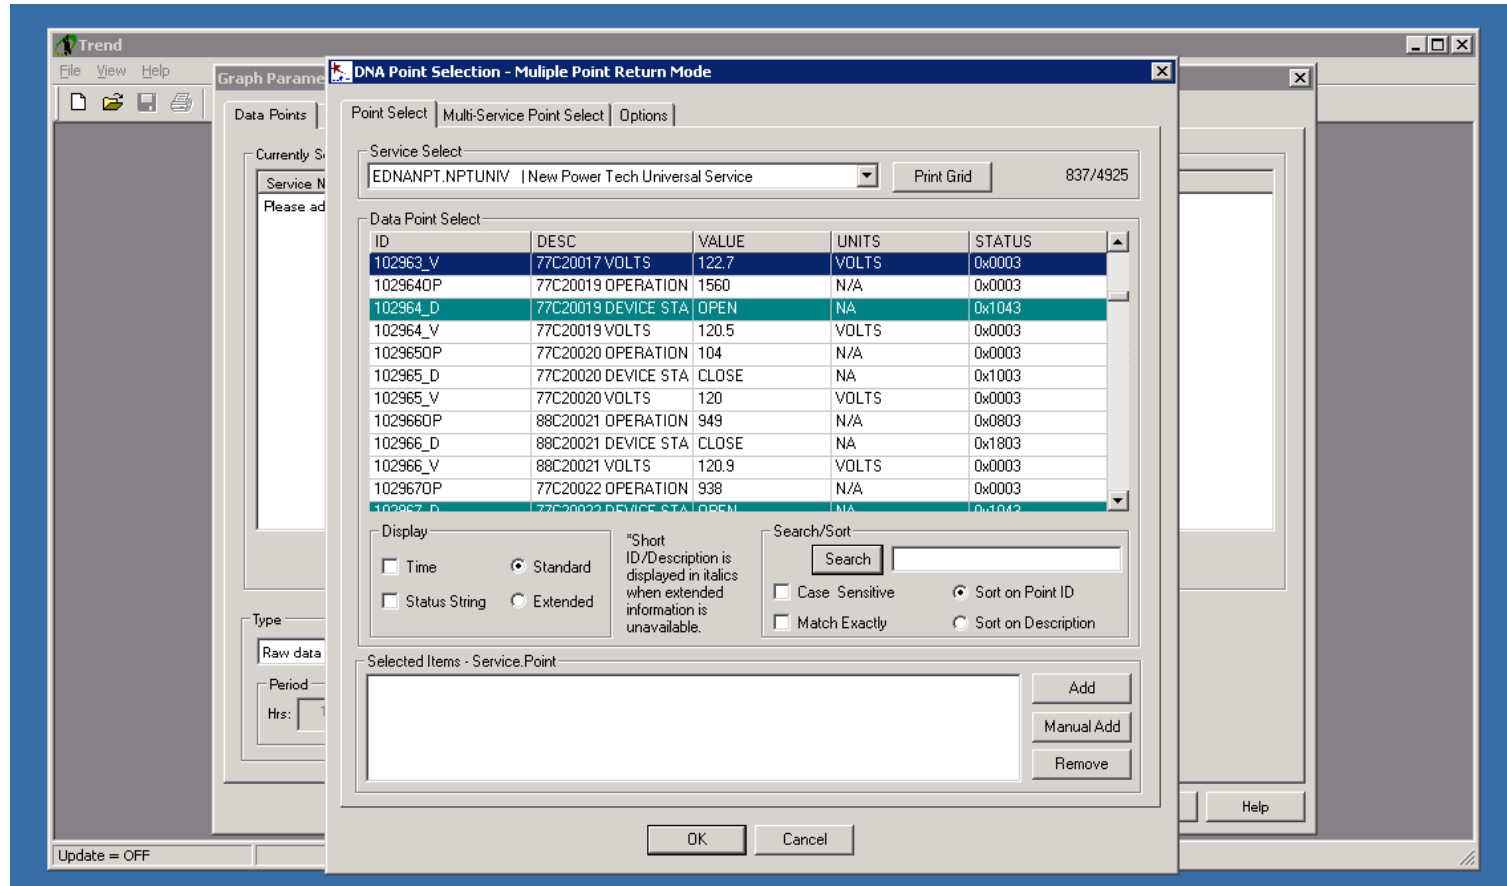 Trend
File View Help
Graph Parame
DNA Point Selection - Muliple Point Return Mode
Data Points
Point Select Multi-Service Point Select Options
Currently S
Service N
Please ad
Service Select
EDNANPT.NPTUNIV | New Power Tech Universal Service Print Grid 837/4925
Data Point Select
ID DESC VALUE UNITS STATUS
102963_V 77C20017 VOLTS 122.7 VOLTS 0x0003
102964OP 77C20019 OPERATION 1560 N/A 0x0003
102964_D 77C20019 DEVICE STA OPEN NA 0x1043
102964_V 77C20019 VOLTS 120.5 VOLTS 0x0003
102965OP 77C20020 OPERATION 104 N/A 0x0003
102965_D 77C20020 DEVICE STA CLOSE NA 0x1003
102965_V 77C20020 VOLTS 120 VOLTS 0x0003
102966OP 88C20021 OPERATION 949 N/A 0x0803
102966_D 88C20021 DEVICE STA CLOSE NA 0x1803
102966_V 88C20021 VOLTS 120.9 VOLTS 0x0003
102967OP 77C20022 OPERATION 938 N/A 0x0003
102967_D 77C20022 DEVICE STA OPEN NA 0x1043
Display
Time Standard
Status String Extended
*Short
ID/Description is
displayed in italics
when extended
information is
unavailable.
Search/Sort
Search
Case Sensitive Sort on Point ID
Match Exactly Sort on Description
Type
Raw data
Period
Hrs:
Selected Items - Service.Point
Add
Manual Add
Remove
OK Cancel
Help
Update = OFF